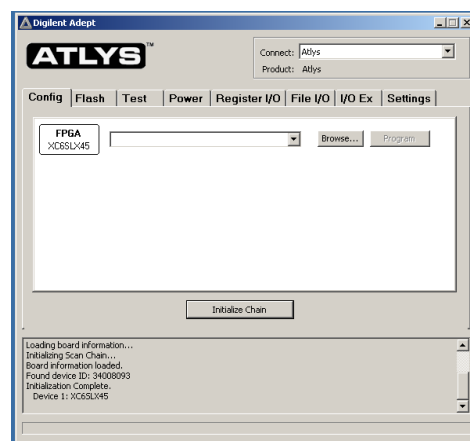 Digilent Adept
ATLYS™
Connect: Atlys
Product: Atlys
Config Flash Test Power Register I/O File I/O I/O Ex Settings
FPGA
XC6SLX45
Browse... Program
Initialize Chain
Loading board information...
Initializing Scan Chain...
Board information loaded.
Found device ID: 34008093
Initialization Complete.
Device 1: XC6SLX45